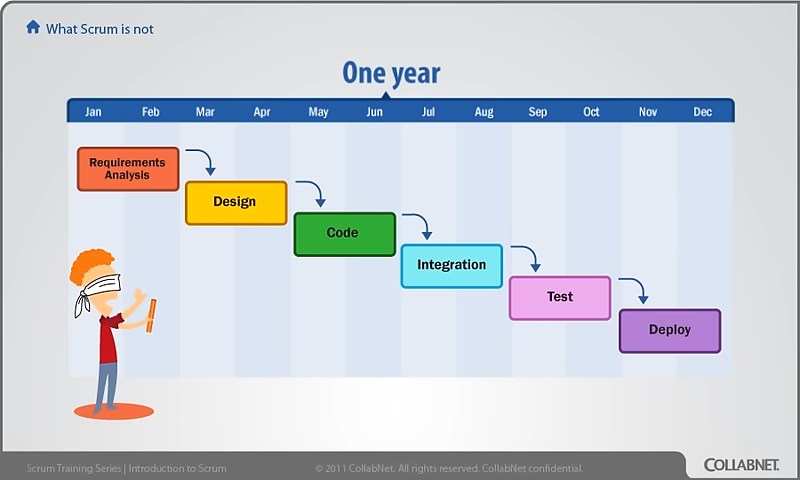 What Scrum is not
One year
Jan Feb Mar Apr May Jun Jul Aug Sep Oct Nov Dec
Requirements
Analysis
Design
Code
Integration
Test
Deploy
Scrum Training Series | Introduction to Scrum
© 2011 CollabNet. All rights reserved. CollabNet confidential.
COLLABNET.